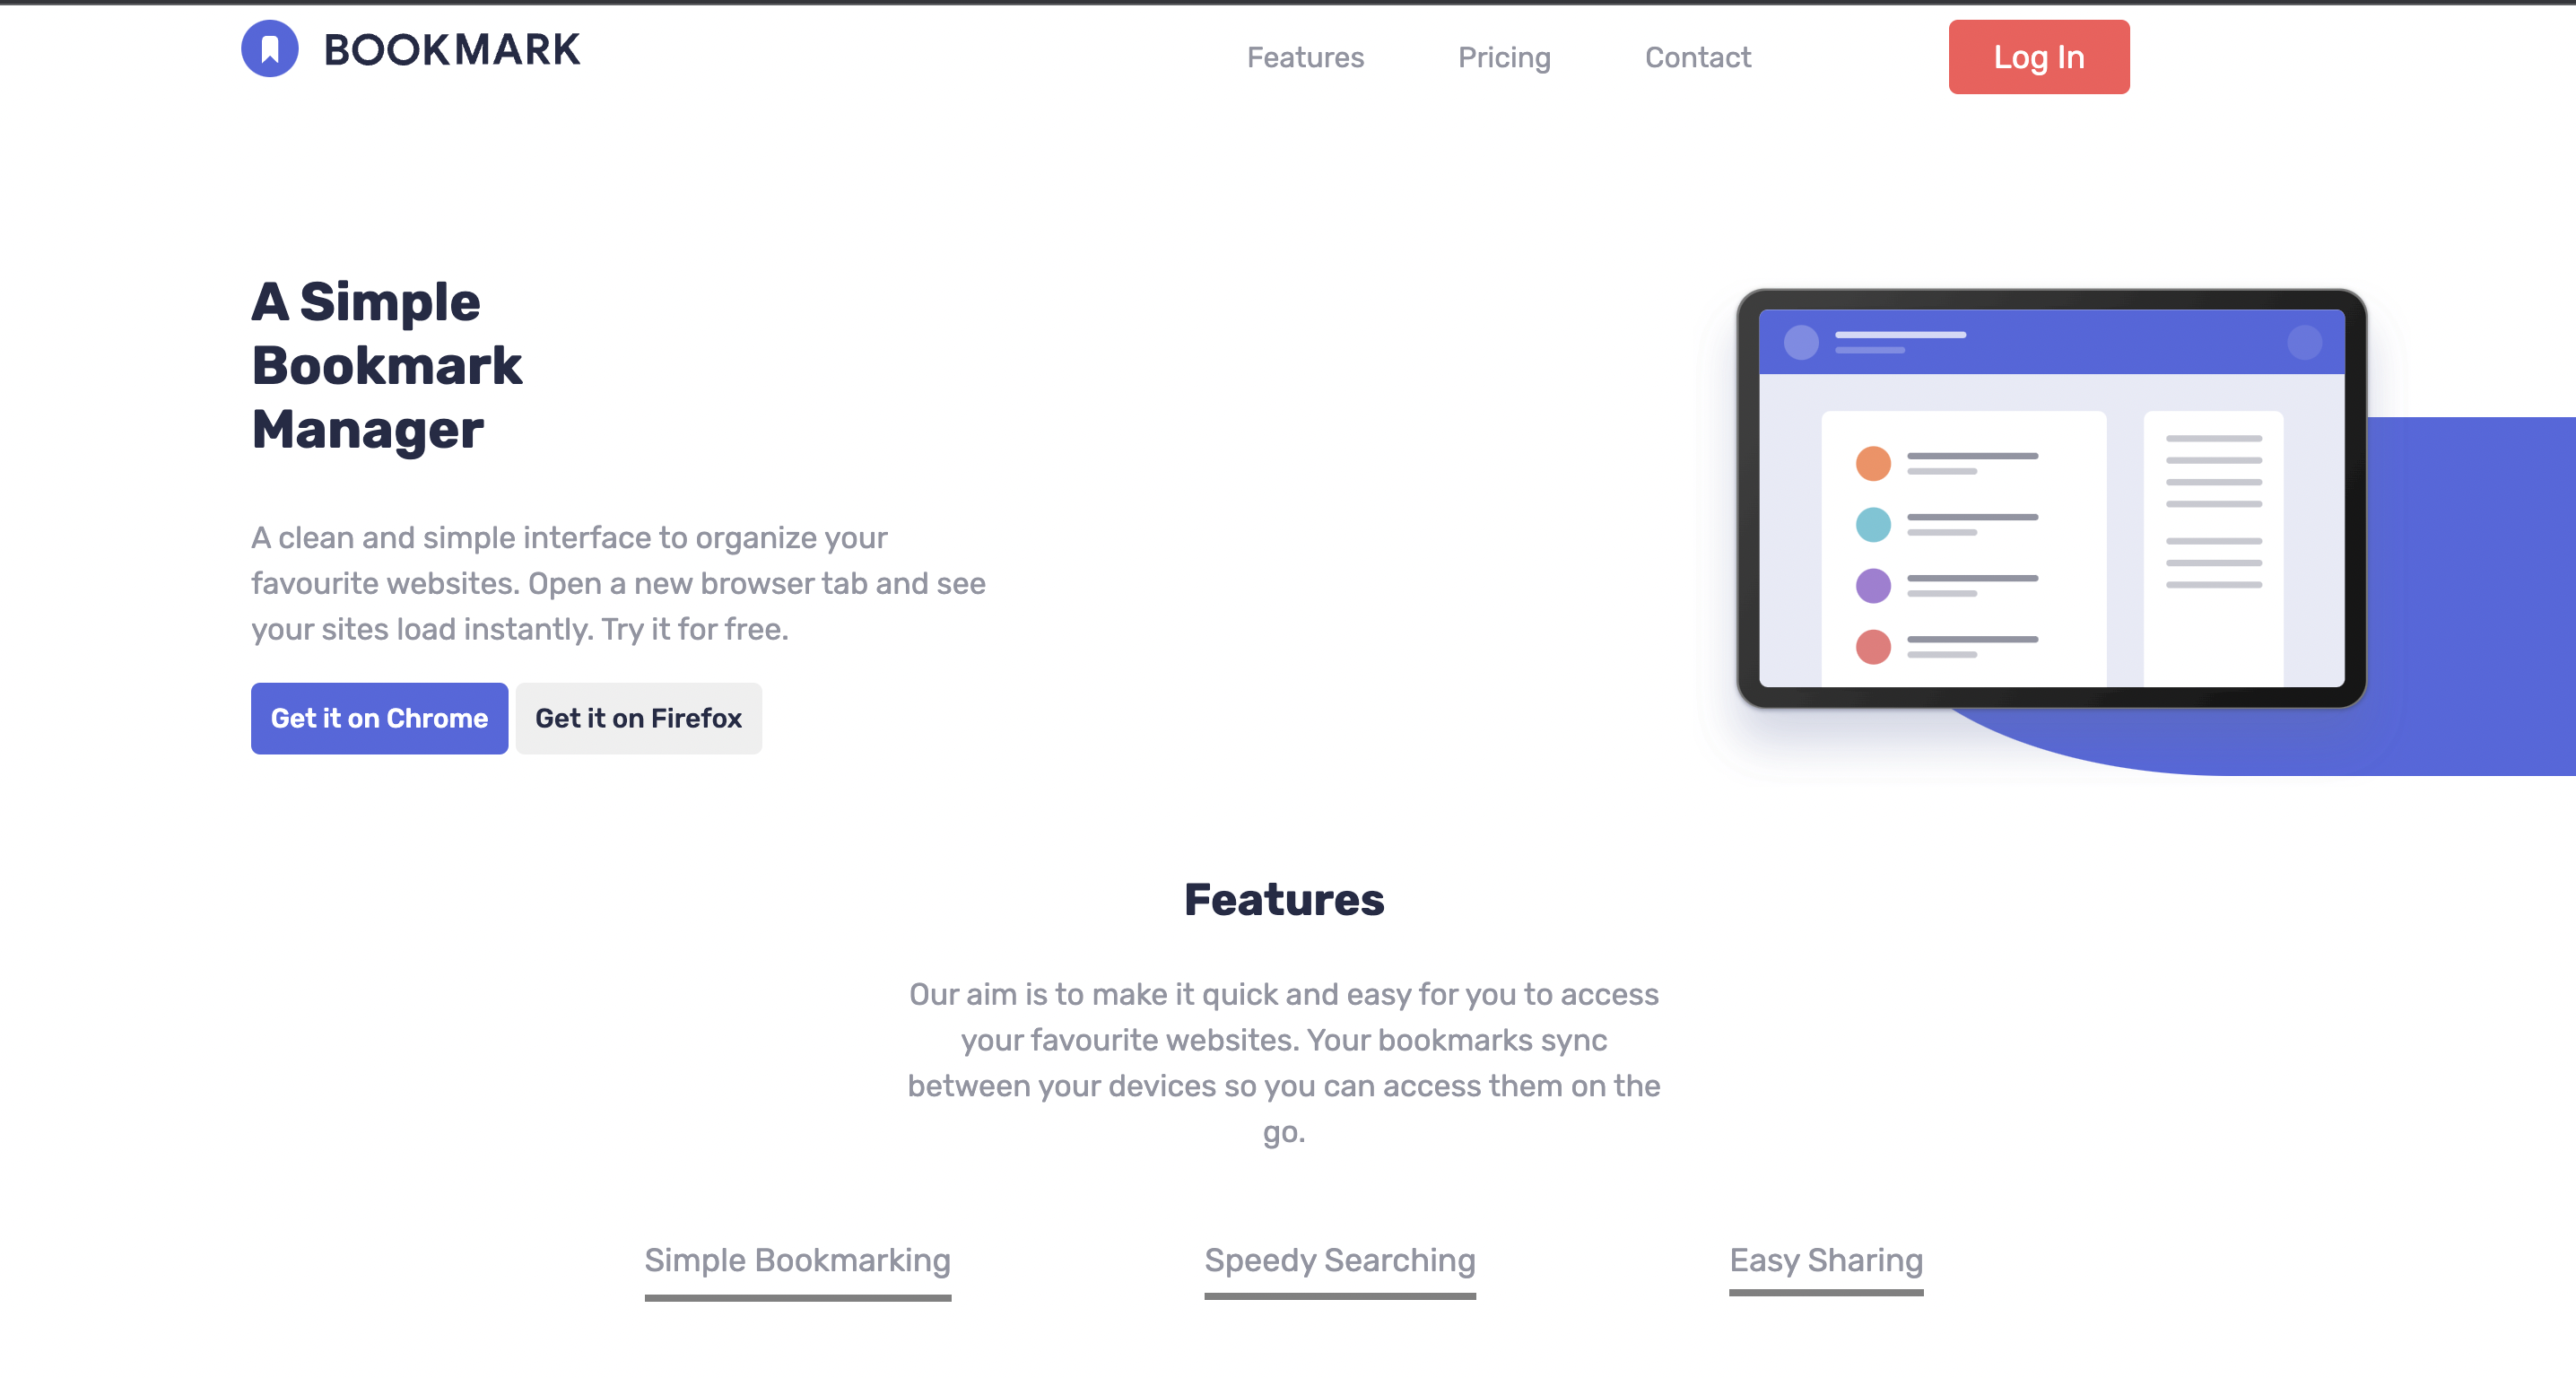 BOOKMARK
Features
Pricing
Contact
Log In
A Simple
Bookmark
Manager
A clean and simple interface to organize your
favourite websites. Open a new browser tab and see
your sites load instantly. Try it for free.
Get it on Chrome
Get it on Firefox
Features
Our aim is to make it quick and easy for you to access
your favourite websites. Your bookmarks sync
between your devices so you can access them on the
go.
Simple Bookmarking
Speedy Searching
Easy Sharing